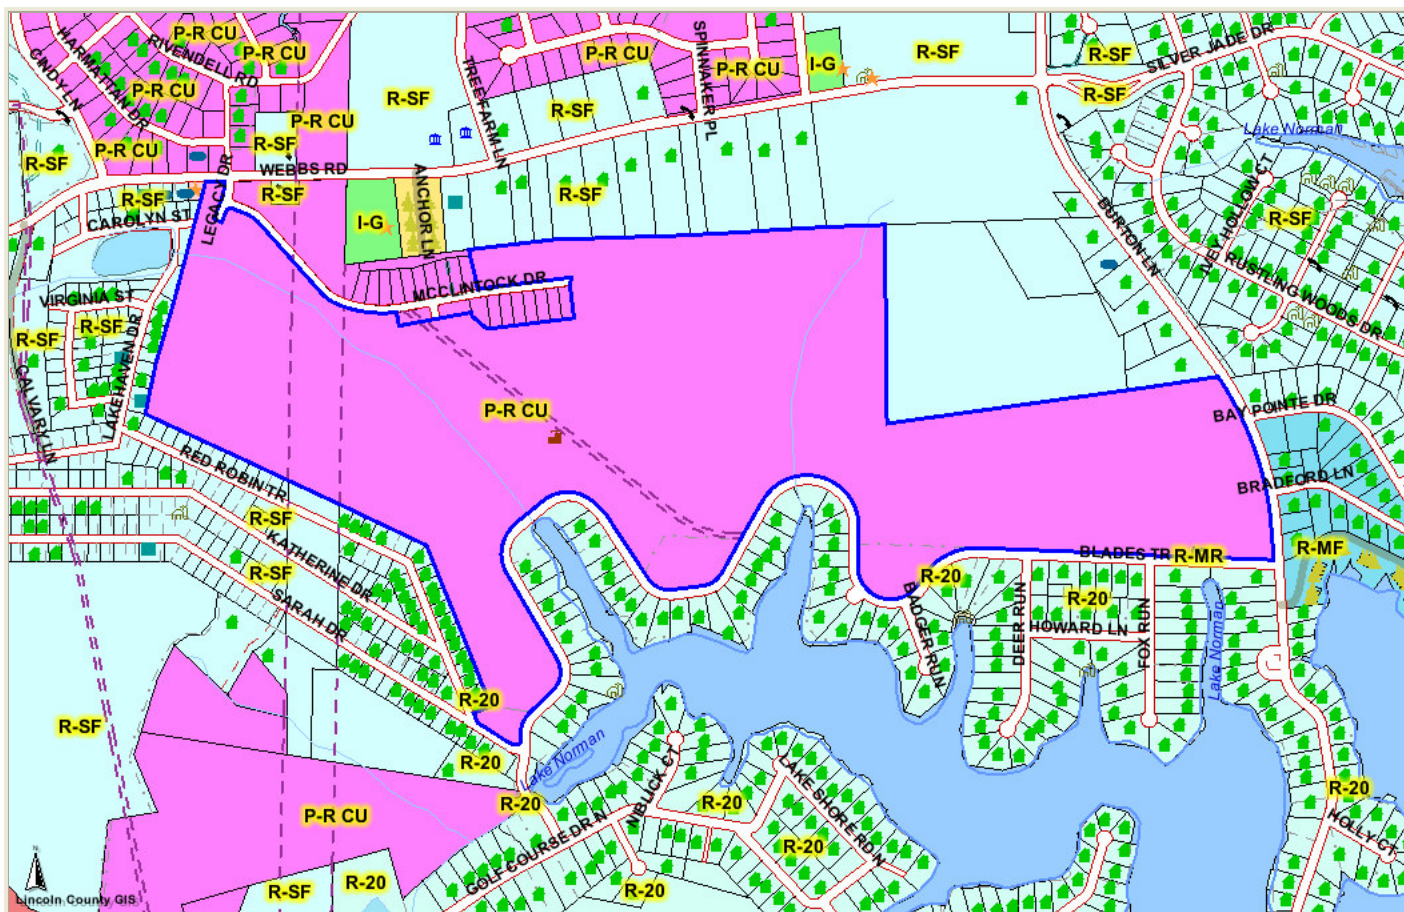 P-R CU
P-R CU
P-R CU
P-R CU
P-R CU
P-R CU
P-R CU
I-G
R-SF
R-SF
R-SF
R-SF
R-SF
SILVER JADE DR
CINDY LN
HARMATTAN DR
RIVENDELL RD
TREEFARM LN
SPINNAKER PL
Lake Norman
R-SF
R-SF
WEBBS RD
R-SF
R-SF
R-SF
R-SF
CAROLYN ST
LEGACY DR
I-G
ANCHOR LN
BURTON LN
IVEY HOLLOW CT
RUSTLING WOODS DR
VIRGINIA ST
MCCLINTOCK DR
R-SF
R-SF
CALVARY LN
LAKEHAVEN DR
P-R CU
BAY POINTE DR
RED ROBIN TR
BRADFORD LN
R-SF
KATHERINE DR
R-SF
SARAH DR
BLADES TR
R-MR
R-MF
R-20
BADGER RUN
DEER RUN
R-20
HOWARD LN
FOX RUN
Lake Norman
R-20
R-SF
R-20
Lake Norman
NIBLICK CT
LAKE SHORE RD N
R-20
R-20
R-20
P-R CU
GOLF COURSE DR N
R-20
HOLLY CT
R-SF
R-20
R-20
N
Lincoln County GIS